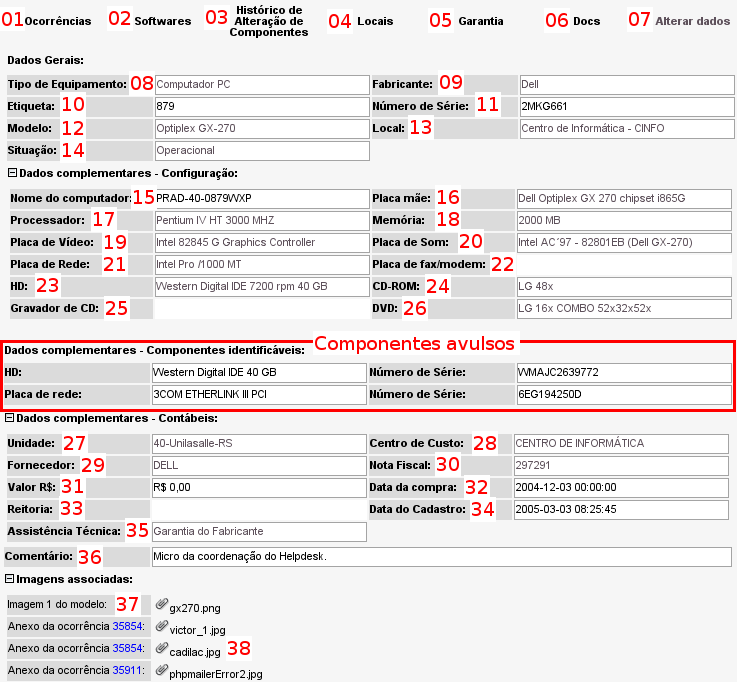 01 Ocorrências 02 Softwares 03 Histórico de Alteração de Componentes 04 Locais 05 Garantia 06 Docs 07 Alterar dados
Dados Gerais:
Tipo de Equipamento: 08 Computador PC Fabricante: 09 Dell
Etiqueta: 10 879 Número de Série: 11 2MKG661
Modelo: 12 Optiplex GX-270 Local: 13 Centro de Informática - CINFO
Situação: 14 Operacional
Dados complementares - Configuração:
Nome do computador: 15 PRAD-40-0879WXP Placa mãe: 16 Dell Optiplex GX 270 chipset i865G
Processador: 17 Pentium IV HT 3000 MHZ Memória: 18 2000 MB
Placa de Vídeo: 19 Intel 82845 G Graphics Controller Placa de Som: 20 Intel AC´97 - 82801EB (Dell GX-270)
Placa de Rede: 21 Intel Pro /1000 MT Placa de fax/modem: 22
HD: 23 Western Digital IDE 7200 rpm 40 GB CD-ROM: 24 LG 48x
Gravador de CD: 25 DVD: 26 LG 16x COMBO 52x32x52x
Dados complementares - Componentes identificáveis: Componentes avulsos
HD: Western Digital IDE 40 GB Número de Série: WMAJC2639772
Placa de rede: 3COM ETHERLINK III PCI Número de Série: 6EG194250D
Dados complementares - Contábeis:
Unidade: 27 40-Unilasalle-RS Centro de Custo: 28 CENTRO DE INFORMÁTICA
Fornecedor: 29 DELL Nota Fiscal: 30 297291
Valor R$: 31 R$ 0,00 Data da compra: 32 2004-12-03 00:00:00
Reitoria: 33 Data do Cadastro: 34 2005-03-03 08:25:45
Assistência Técnica: 35 Garantia do Fabricante
Comentário: 36 Micro da coordenação do Helpdesk.
Imagens associadas:
Imagem 1 do modelo: 37 gx270.png
Anexo da ocorrência 35854: victor_1.jpg
Anexo da ocorrência 35854: cadilac.jpg 38
Anexo da ocorrência 35911: phpmailerError2.jpg